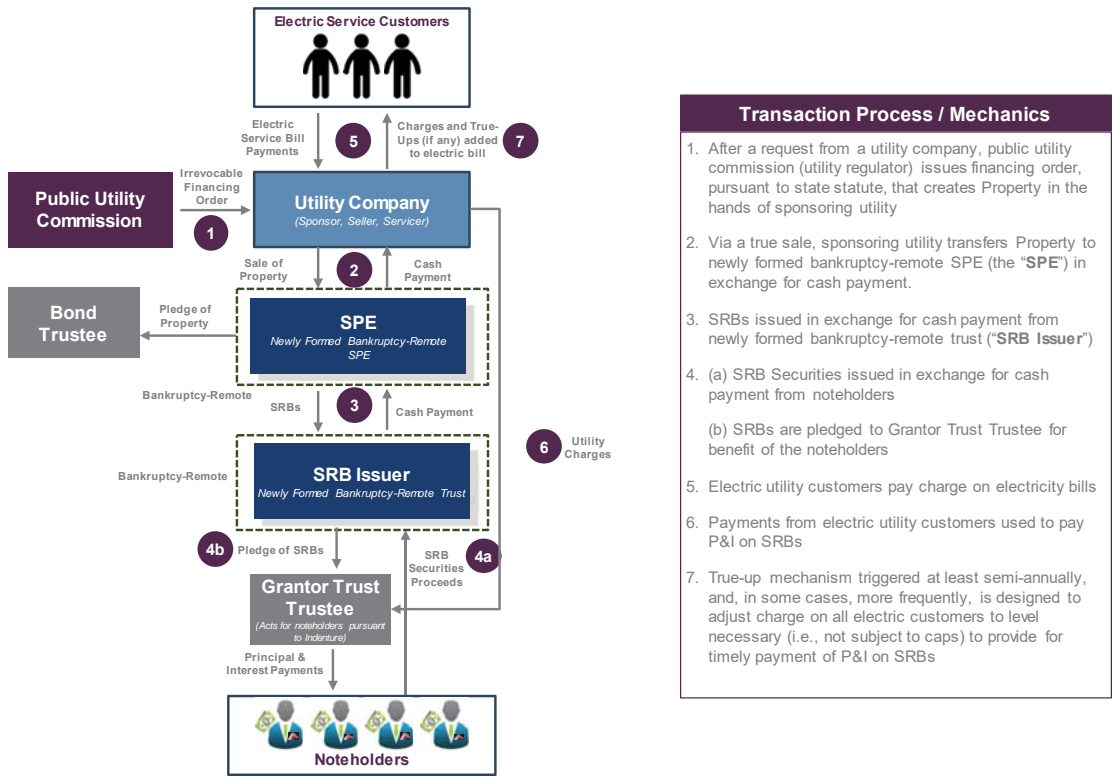 Electric Service Customers
Electric
Service Bill
Payments
5
Charges and True-
Ups (if any) added
to electric bill
7
Public Utility
Commission
Irrevocable
Financing
Order
1
Utility Company
(Sponsor, Seller, Servicer)
Sale of
Property
2
Cash
Payment
Bond
Trustee
Pledge of
Property
SPE
Newly Formed Bankruptcy-Remote
SPE
Bankruptcy-Remote
SRBs
3
Cash Payment
6
Utility
Charges
Bankruptcy-Remote
SRB Issuer
Newly Formed Bankruptcy-Remote Trust
4b
Pledge of SRBs
SRB
Securities
Proceeds
4a
Grantor Trust
Trustee
(Acts for noteholders pursuant
to Indenture)
Principal &
Interest Payments
Noteholders
Transaction Process / Mechanics
1. After a request from a utility company, public utility
commission (utility regulator) issues financing order,
pursuant to state statute, that creates Property in the
hands of sponsoring utility
2. Via a true sale, sponsoring utility transfers Property to
newly formed bankruptcy-remote SPE (the “SPE”) in
exchange for cash payment.
3. SRBs issued in exchange for cash payment from
newly formed bankruptcy-remote trust (“SRB Issuer”)
4. (a) SRB Securities issued in exchange for cash
payment from noteholders
(b) SRBs are pledged to Grantor Trust Trustee for
benefit of the noteholders
5. Electric utility customers pay charge on electricity bills
6. Payments from electric utility customers used to pay
P&I on SRBs
7. True-up mechanism triggered at least semi-annually,
and, in some cases, more frequently, is designed to
adjust charge on all electric customers to level
necessary (i.e., not subject to caps) to provide for
timely payment of P&I on SRBs